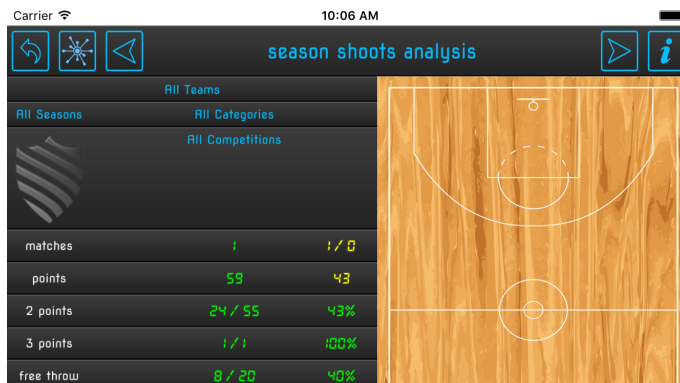 Carrier 10:06 AM
season shoots analysis
i
All Teams
All Seasons All Categories
All Competitions
matches 1 1/0
points 59 43
2 points 24/55 43%
3 points 1/1 100%
free throw 8/20 40%